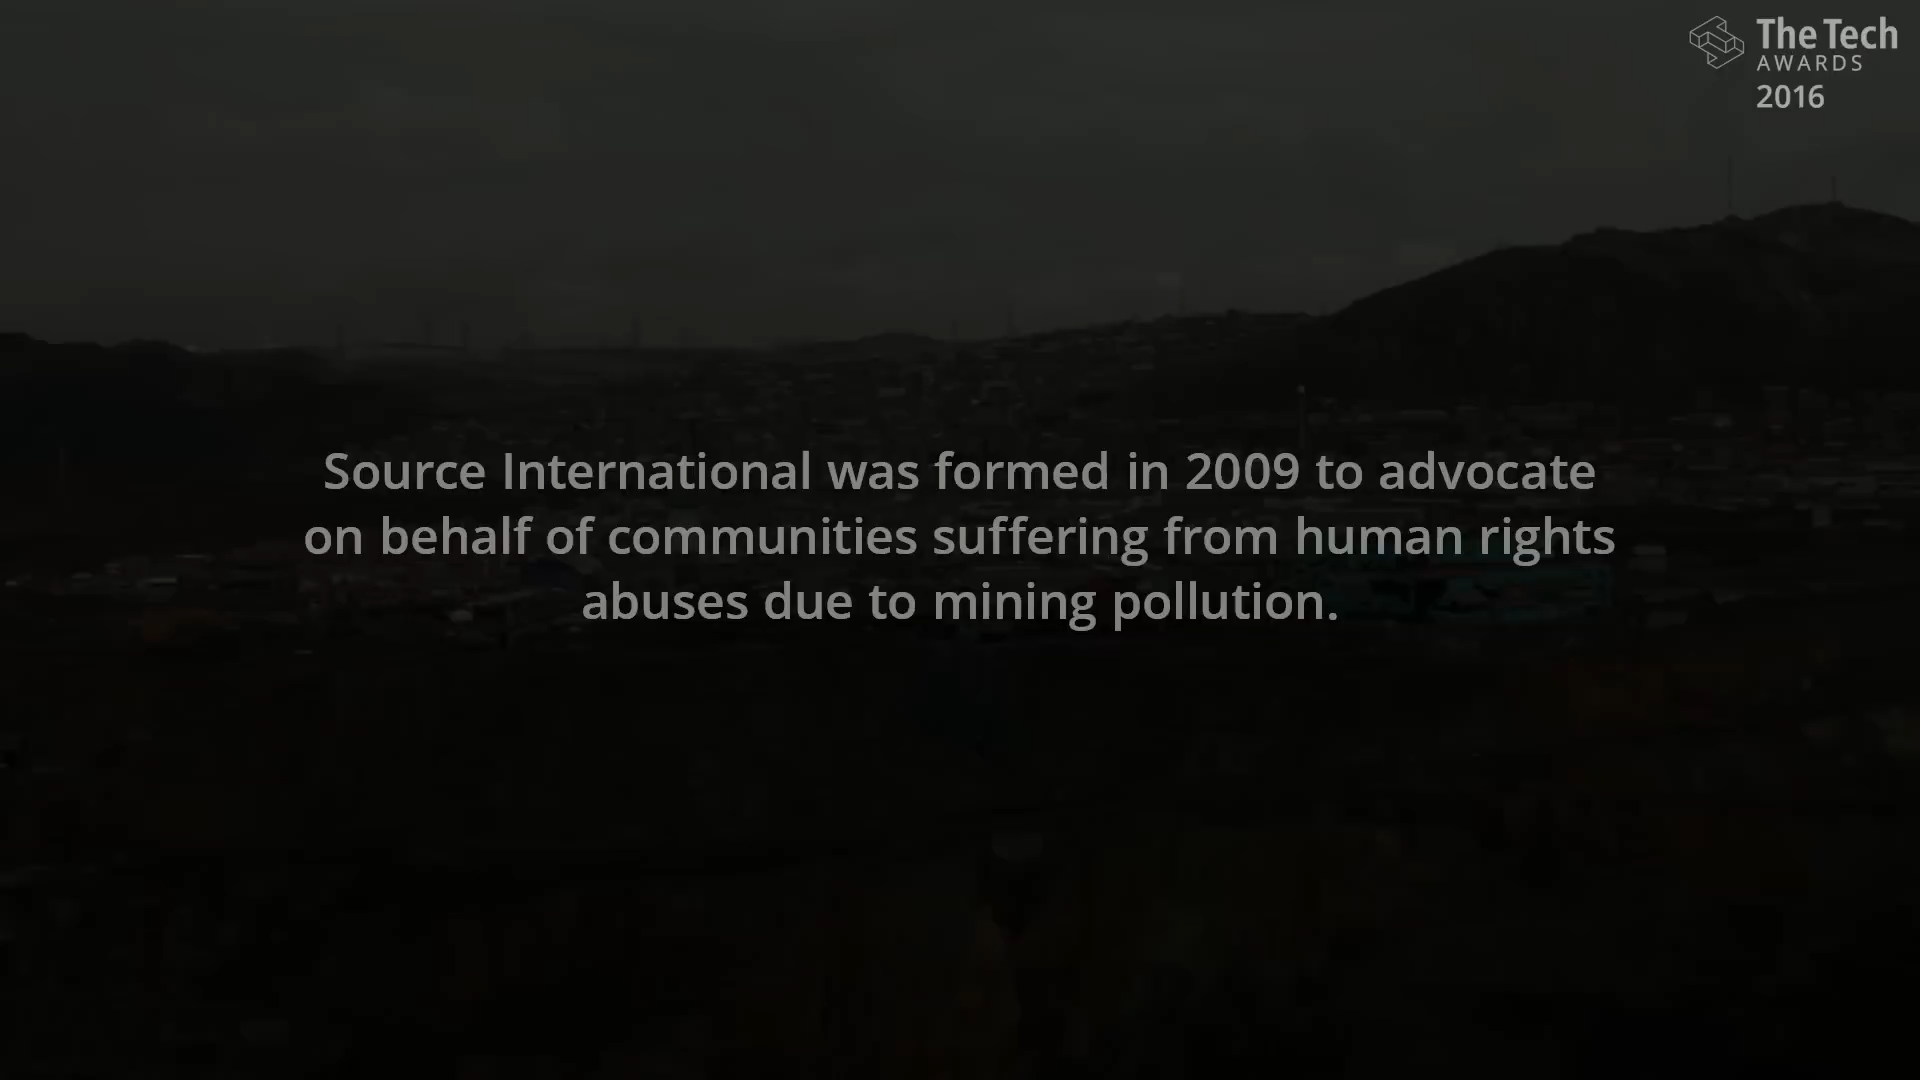 The Tech
AWARDS
2016
Source International was formed in 2009 to advocate
on behalf of communities suffering from human rights
abuses due to mining pollution.